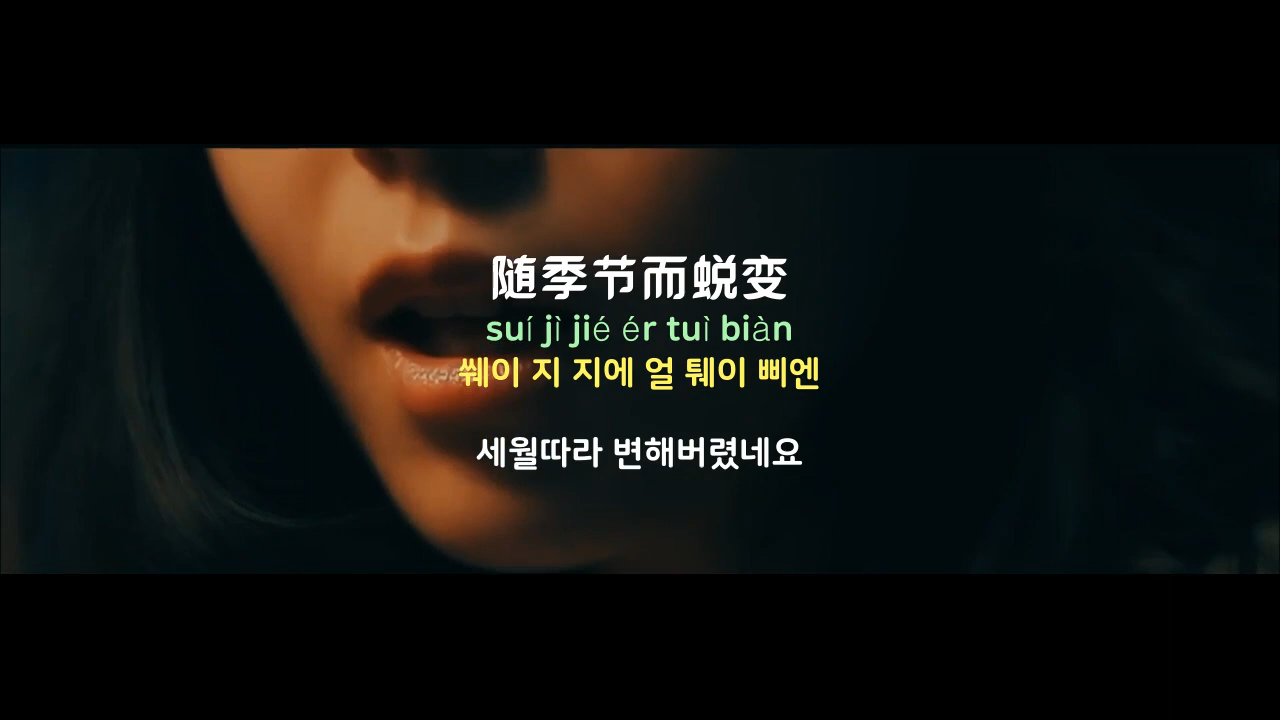 随季节而蜕变
suí jì jié ér tuì biàn
쒜이 지 지에 얼 퉤이 삐엔
세월따라 변해버렸네요